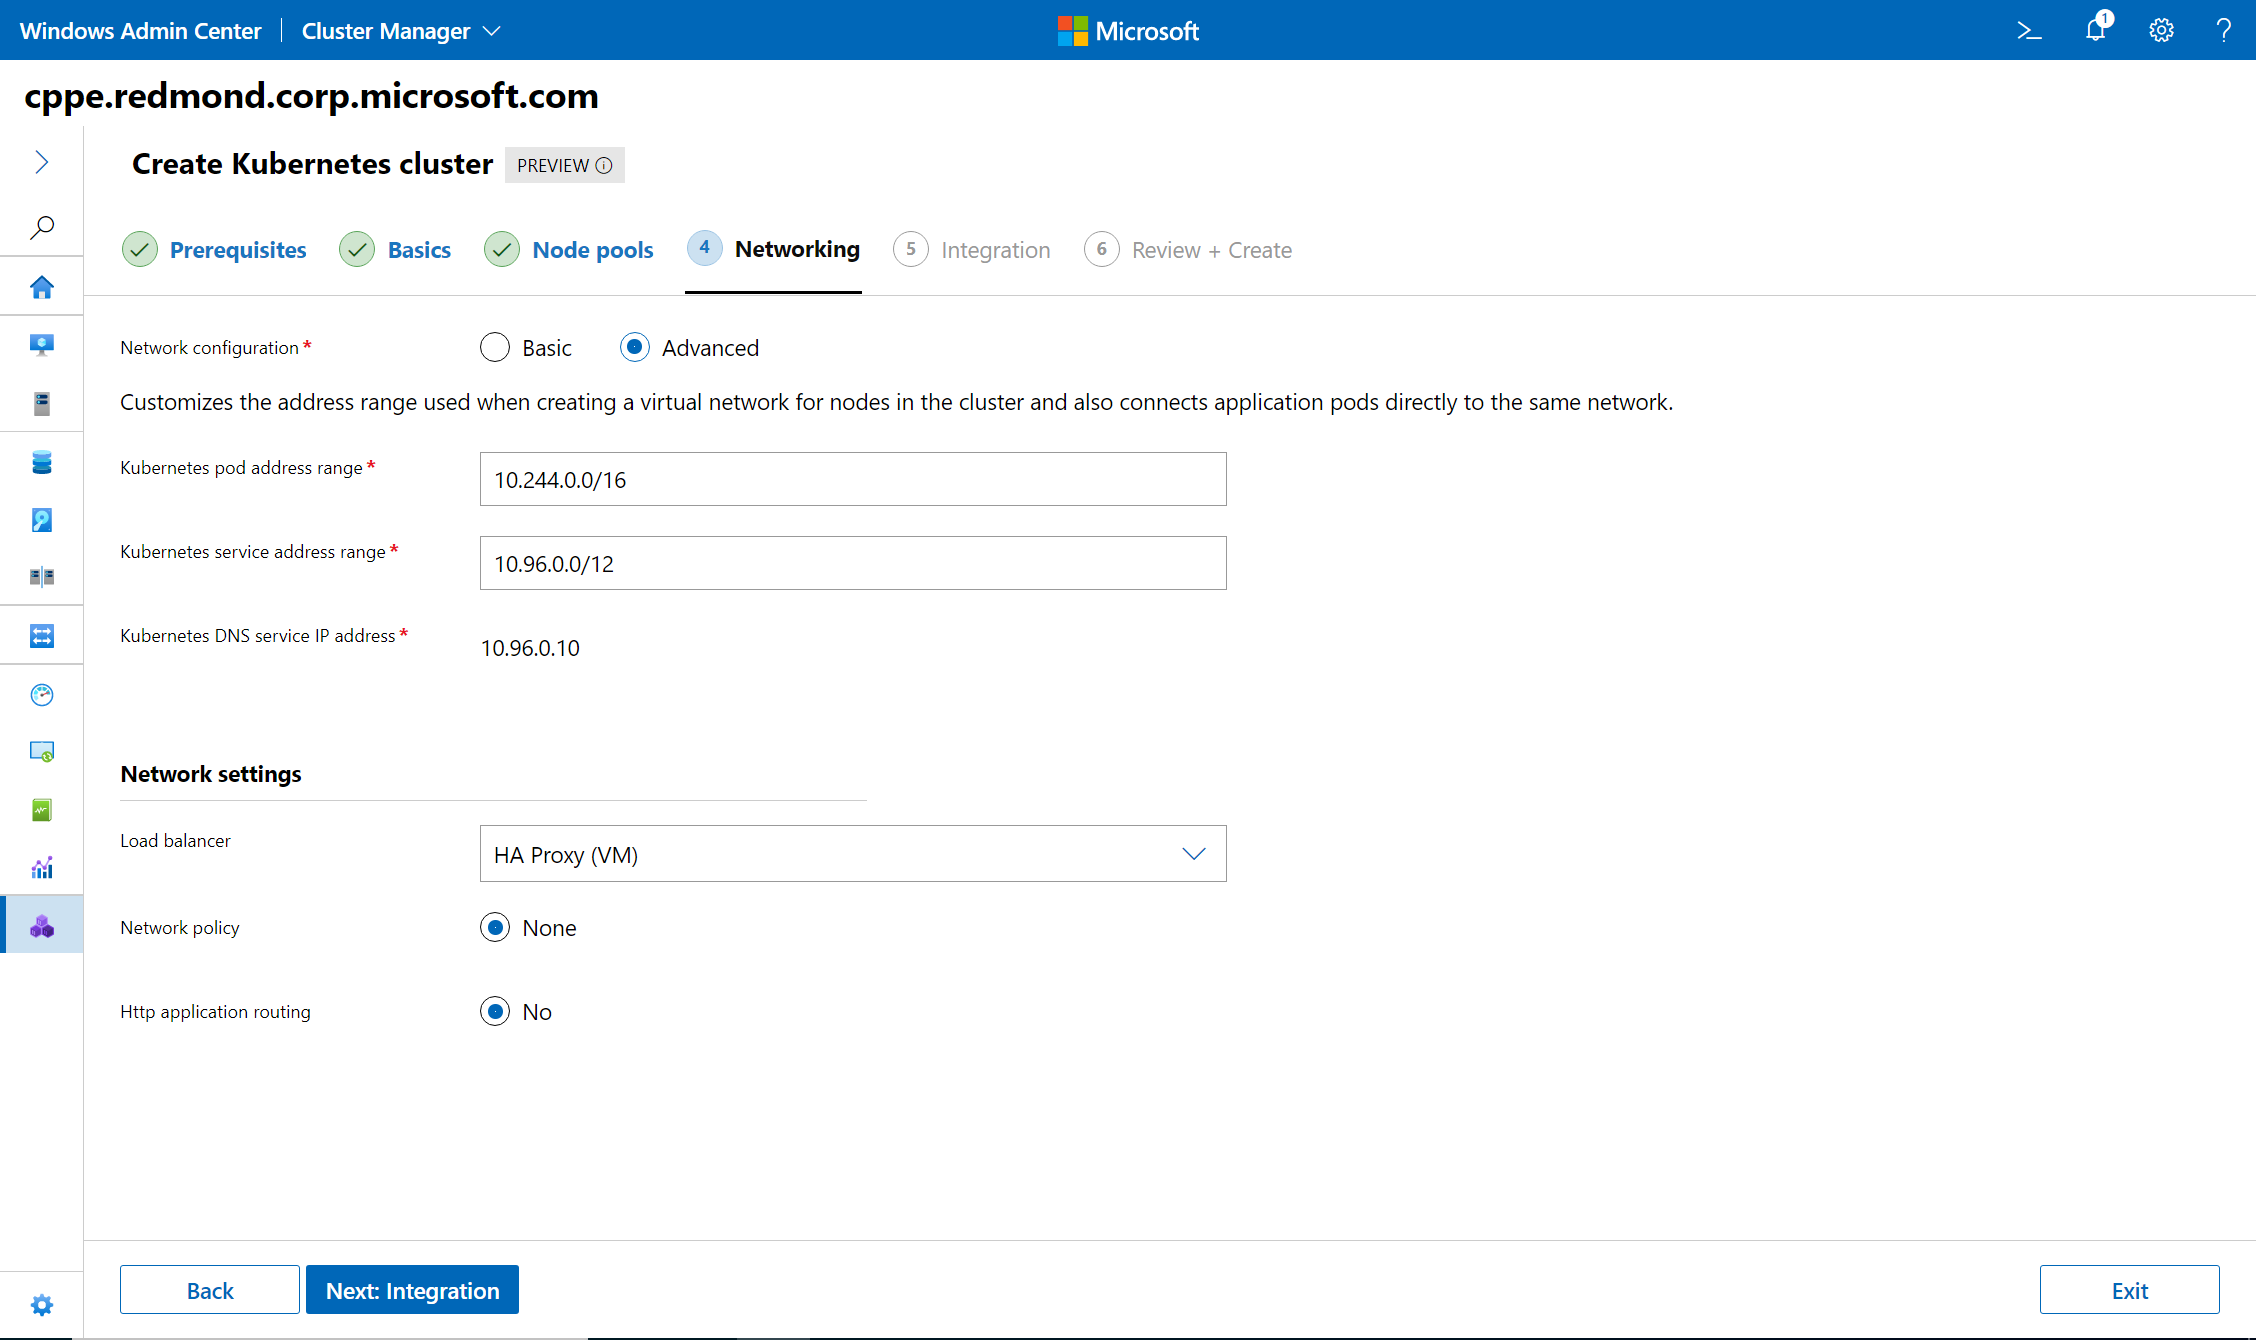 Windows Admin Center
Cluster Manager
Microsoft
1
cppe.redmond.corp.microsoft.com
Create Kubernetes cluster
PREVIEW
Prerequisites
Basics
Node pools
4 Networking
5 Integration
6 Review + Create
Network configuration *
Basic
Advanced
Customizes the address range used when creating a virtual network for nodes in the cluster and also connects application pods directly to the same network.
Kubernetes pod address range *
10.244.0.0/16
Kubernetes service address range *
10.96.0.0/12
Kubernetes DNS service IP address *
10.96.0.10
Network settings
Load balancer
HA Proxy (VM)
Network policy
None
Http application routing
No
Back
Next: Integration
Exit